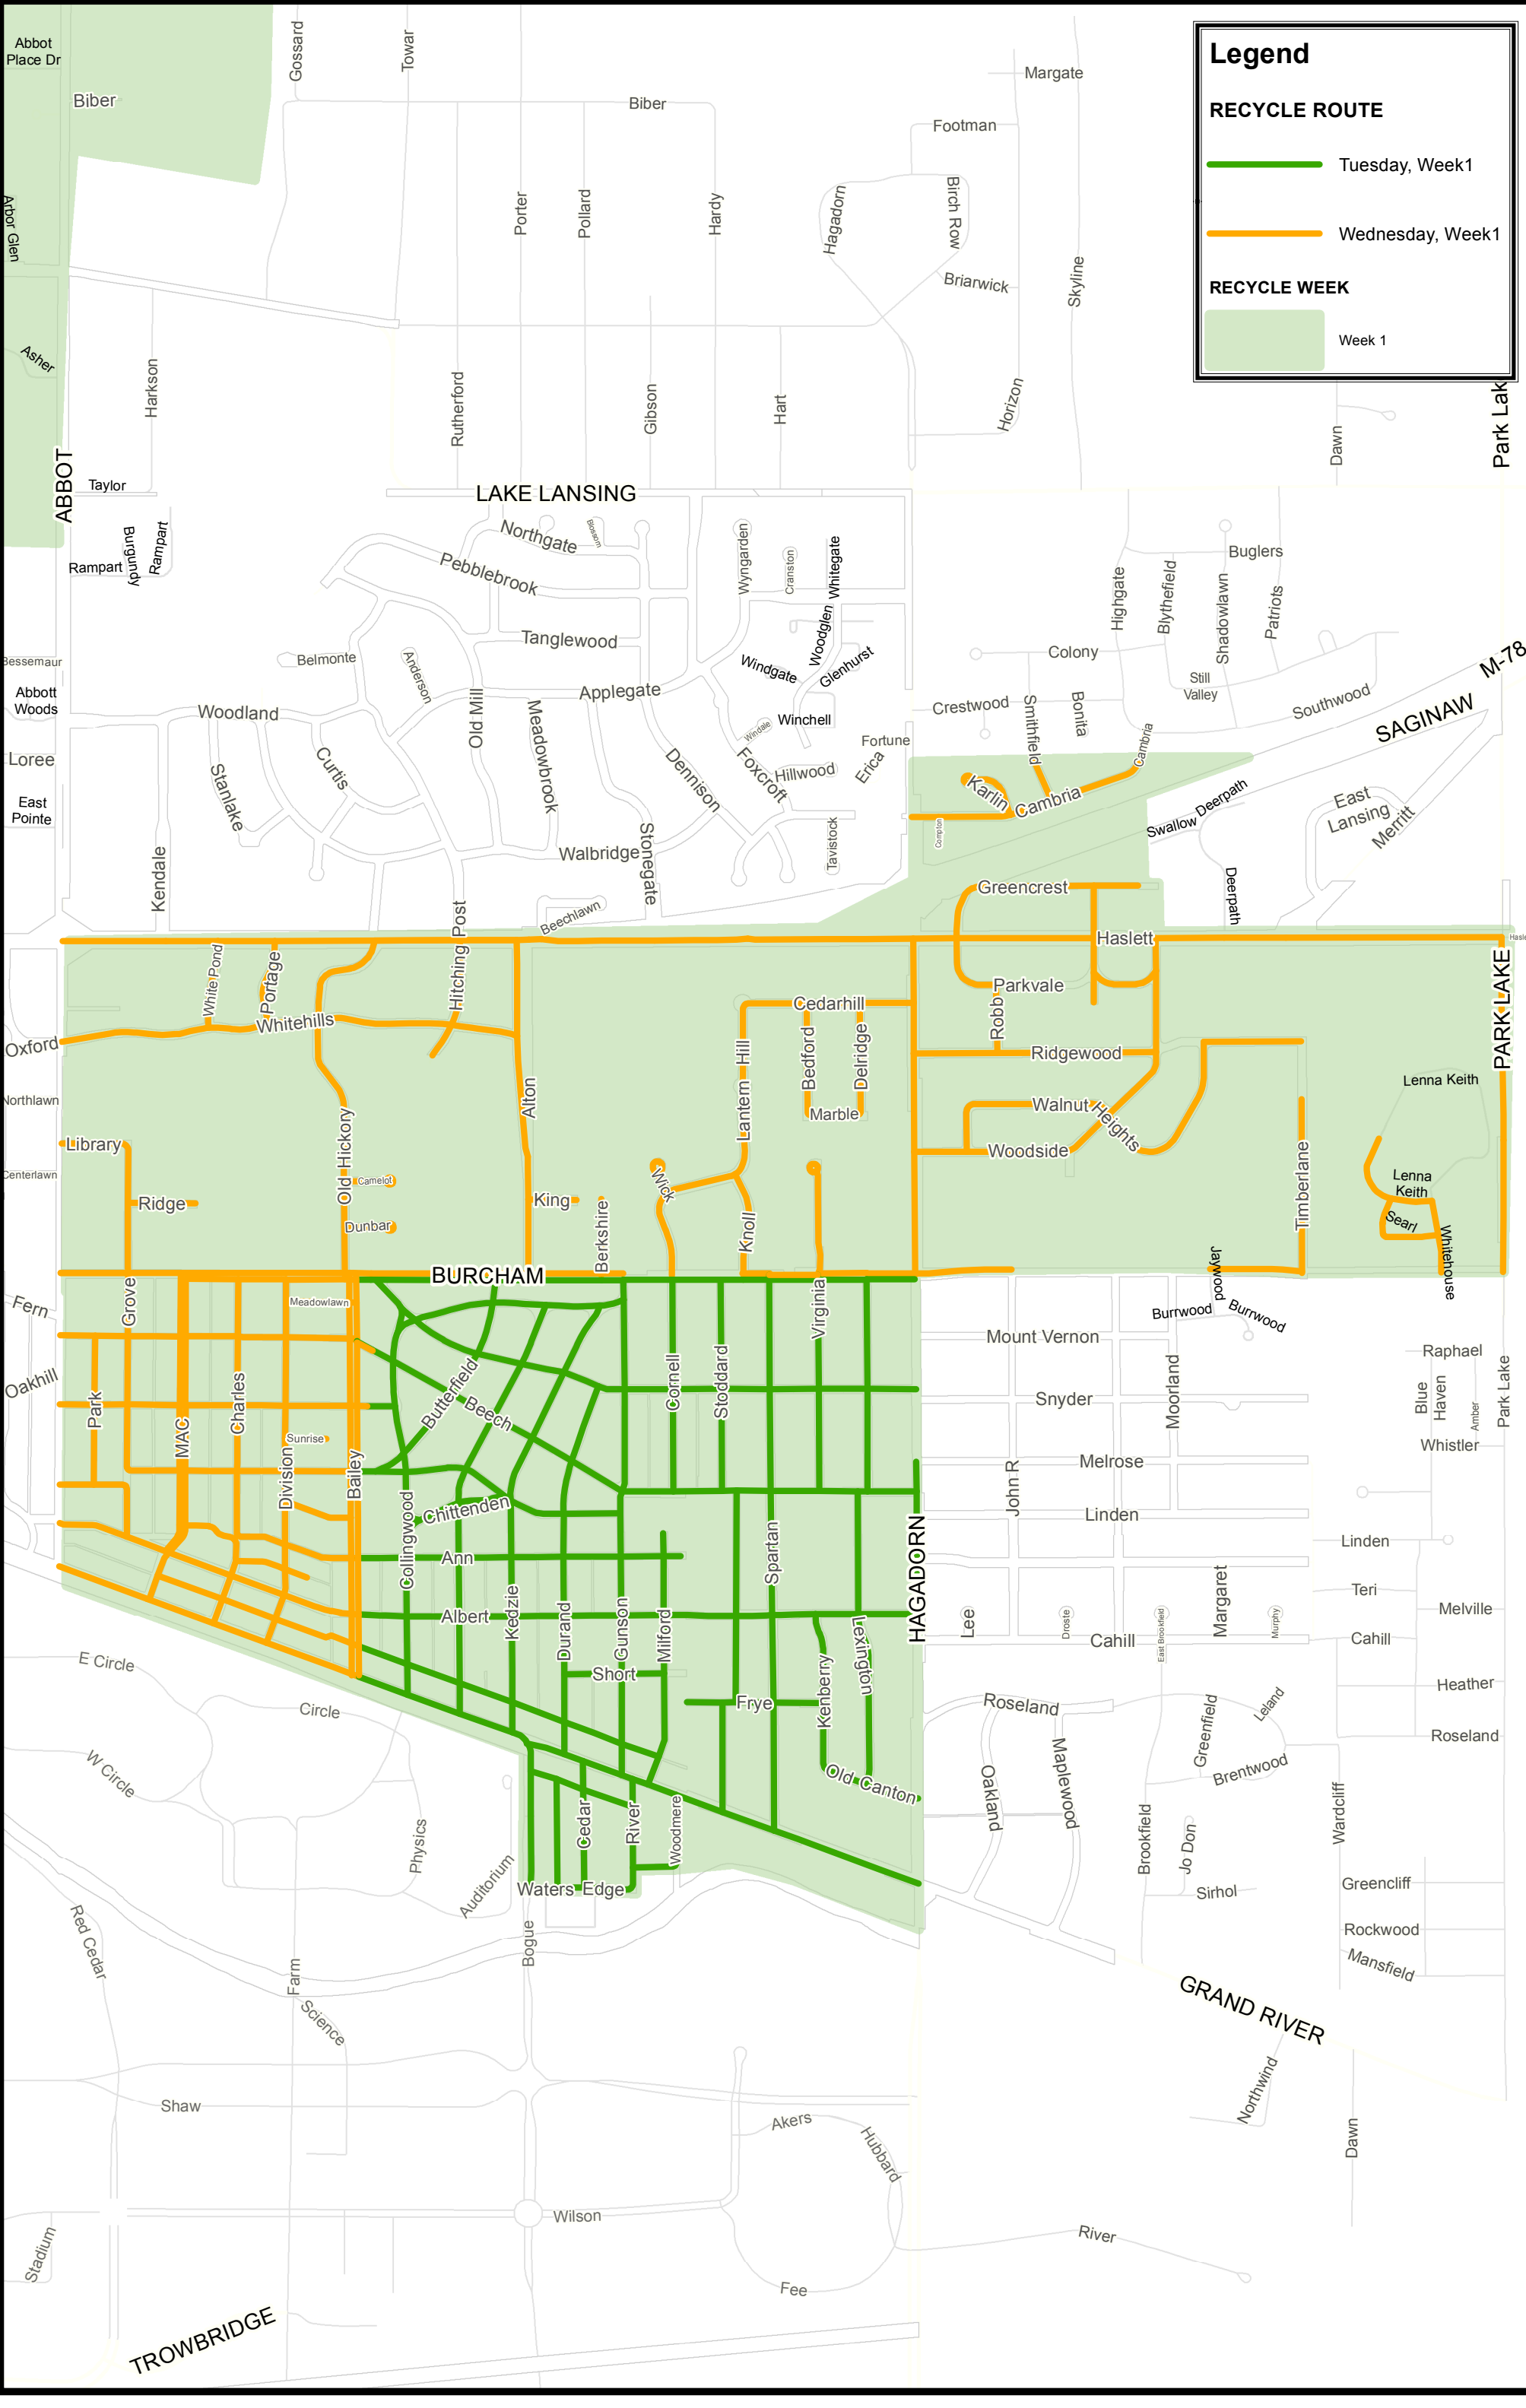 Legend
RECYCLE ROUTE
Tuesday, Week1
Wednesday, Week1
RECYCLE WEEK
Week 1
Abbot
Place Dr
Biber
Gossard
Towar
Biber
Margate
Footman
Arbor Glen
Porter
Pollard
Hardy
Hagadorn
Birch Row
Briarwick
Skyline
Asher
Harkson
Rutherford
Gibson
Hart
Horizon
Dawn
Park Lak
ABBOT
Taylor
LAKE LANSING
Rampart
Burgundy
Rampart
Northgate
Blossom
Pebblebrook
Wyngarden
Cranston
Whitegate
Buglers
Highgate
Blythefield
Shadowlawn
Patriots
Tanglewood
Woodglen
Bessemaur
Belmonte
Anderson
Windgate
Glenhurst
Colony
Still
Valley
M-78
Abbott
Woods
Woodland
Old Mill
Meadowbrook
Applegate
Winchell
Windale
Crestwood
Smithfield
Bonita
Cambria
Southwood
SAGINAW
Loree
Curtis
Stanlake
Dennison
Foxcroft
Hillwood
Fortune
Erica
East
Pointe
Karlin
Cambria
Compton
Swallow
Deerpath
East
Lansing
Merritt
Kendale
Walbridge
Stonegate
Tavistock
Deerpath
Beechlawn
Greencrest
Haslett
Hasle
White Pond
Portage
Hitching Post
Parkvale
Robb
PARK LAKE
Oxford
Whitehills
Cedarhill
Bedford
Delridge
Ridgewood
Northlawn
Alton
Lantern Hill
Marble
Walnut
Heights
Lenna Keith
Library
Old Hickory
Woodside
Centerlawn
Camelot
Wick
Timberlane
Lenna
Keith
Ridge
Dunbar
King
Berkshire
Knoll
Searl
Whitehouse
BURCHAM
Jaywood
Fern
Grove
Meadowlawn
Virginia
Burrwood
Burrwood
Mount Vernon
Oakhill
Park
MAC
Charles
Division
Sunrise
Bailey
Butterfield
Beech
Cornell
Stoddard
Snyder
Moorland
Raphael
Blue
Haven
Amber
Park Lake
Whistler
Melrose
John R
Linden
Linden
Chittenden
Collingwood
Ann
Spartan
HAGADORN
Albert
Kedzie
Durand
Gunson
Milford
Short
Frye
Kenberry
Lexington
Old Canton
Lee
Droste
Cahill
East Brookfield
Margaret
Murphy
Teri
Melville
Cahill
Heather
Roseland
E Circle
Circle
W Circle
Roseland
Oakland
Maplewood
Greenfield
Leland
Brentwood
Physics
Auditorium
Cedar
River
Woodmere
Waters Edge
Bogue
Brookfield
Jo Don
Sirhol
Wardcliff
Greencliff
Rockwood
Mansfield
Red Cedar
Farm
Science
GRAND RIVER
Shaw
Akers
Hubbard
Northwind
Dawn
Wilson
River
Stadium
Fee
TROWBRIDGE